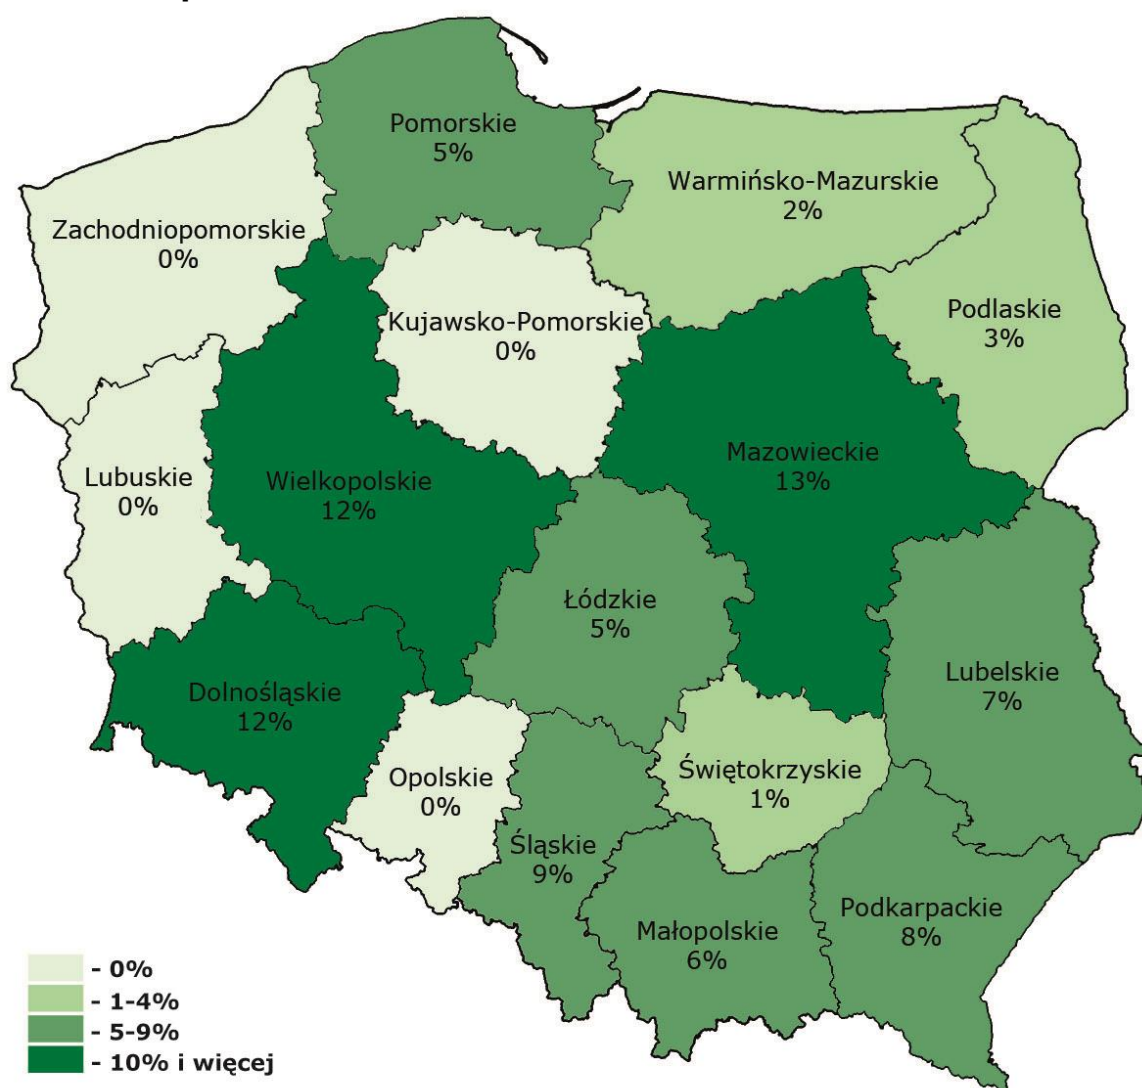 Pomorskie
5%
Warmińsko-Mazurskie
2%
Zachodniopomorskie
0%
Podlaskie
3%
Kujawsko-Pomorskie
0%
Mazowieckie
13%
Lubuskie
0%
Wielkopolskie
12%
Łódzkie
5%
Lubelskie
7%
Dolnośląskie
12%
Opolskie
0%
Świętokrzyskie
1%
Śląskie
9%
Podkarpackie
8%
Małopolskie
6%
- 0%
- 1-4%
- 5-9%
- 10% i więcej